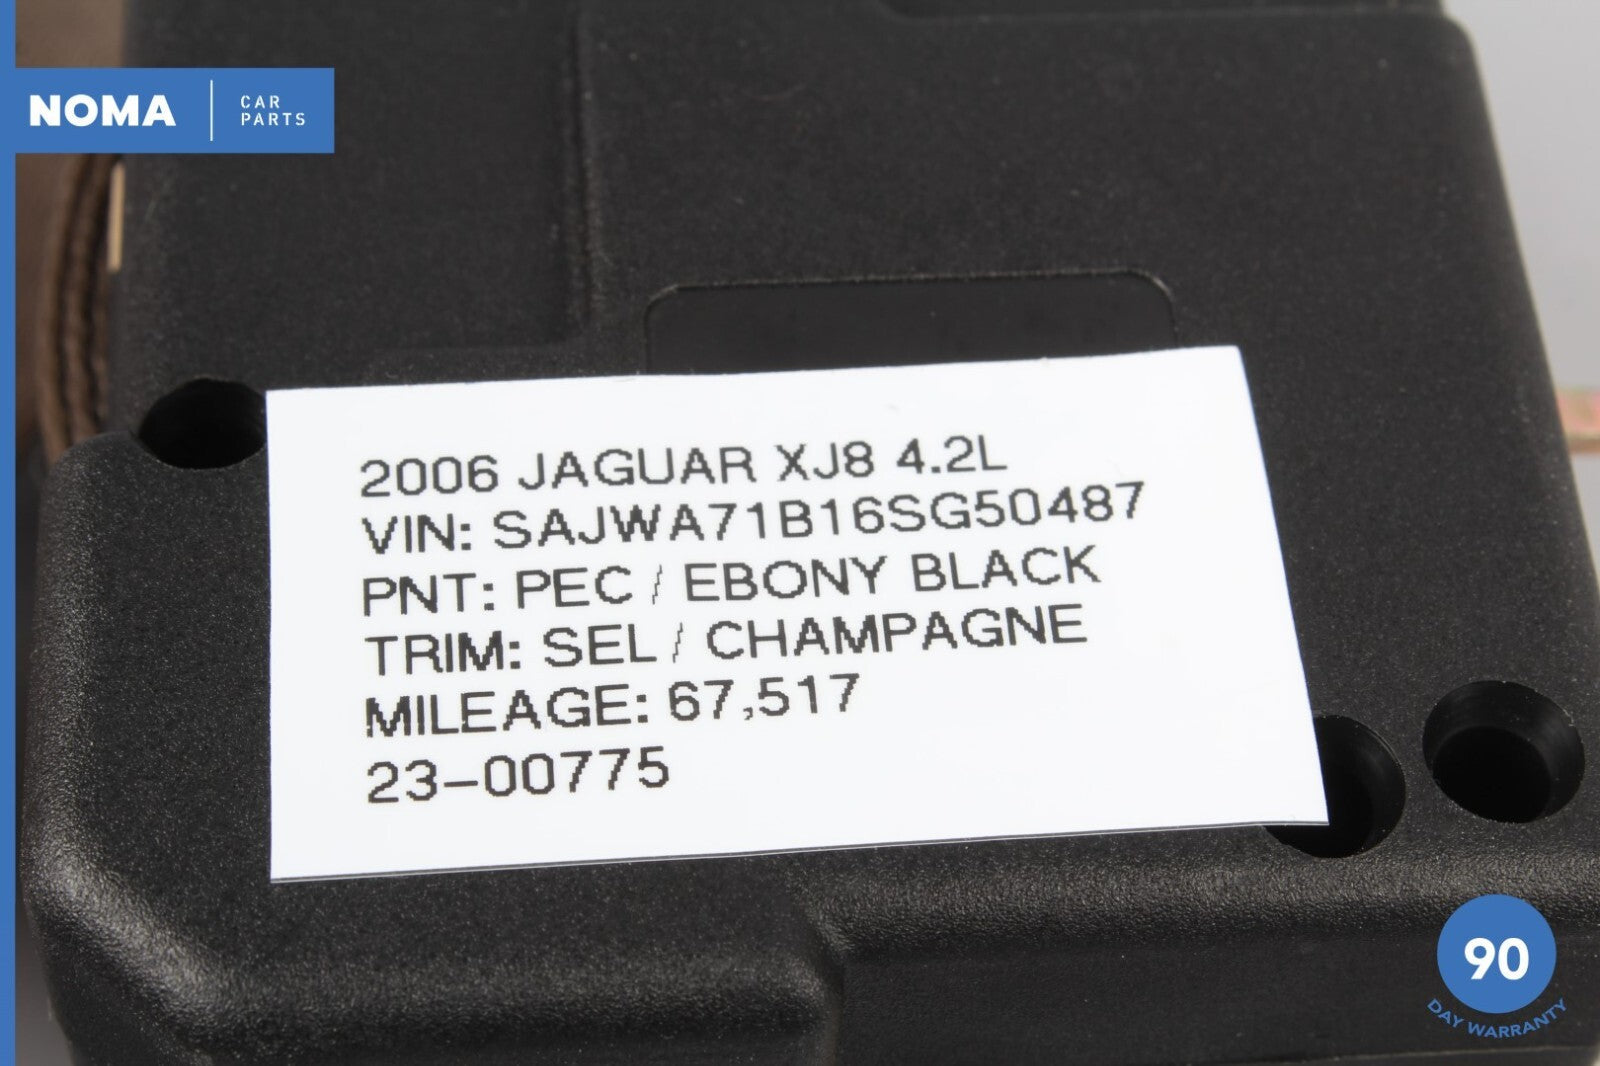 NOMA
CAR
PARTS
2006 JAGUAR XJ8 4.2L
VIN: SAJWA71B16SG50487
PNT: PEC / EBONY BLACK
TRIM: SEL / CHAMPAGNE
MILEAGE: 67,517
23-00775
90
DAY WARRANTY